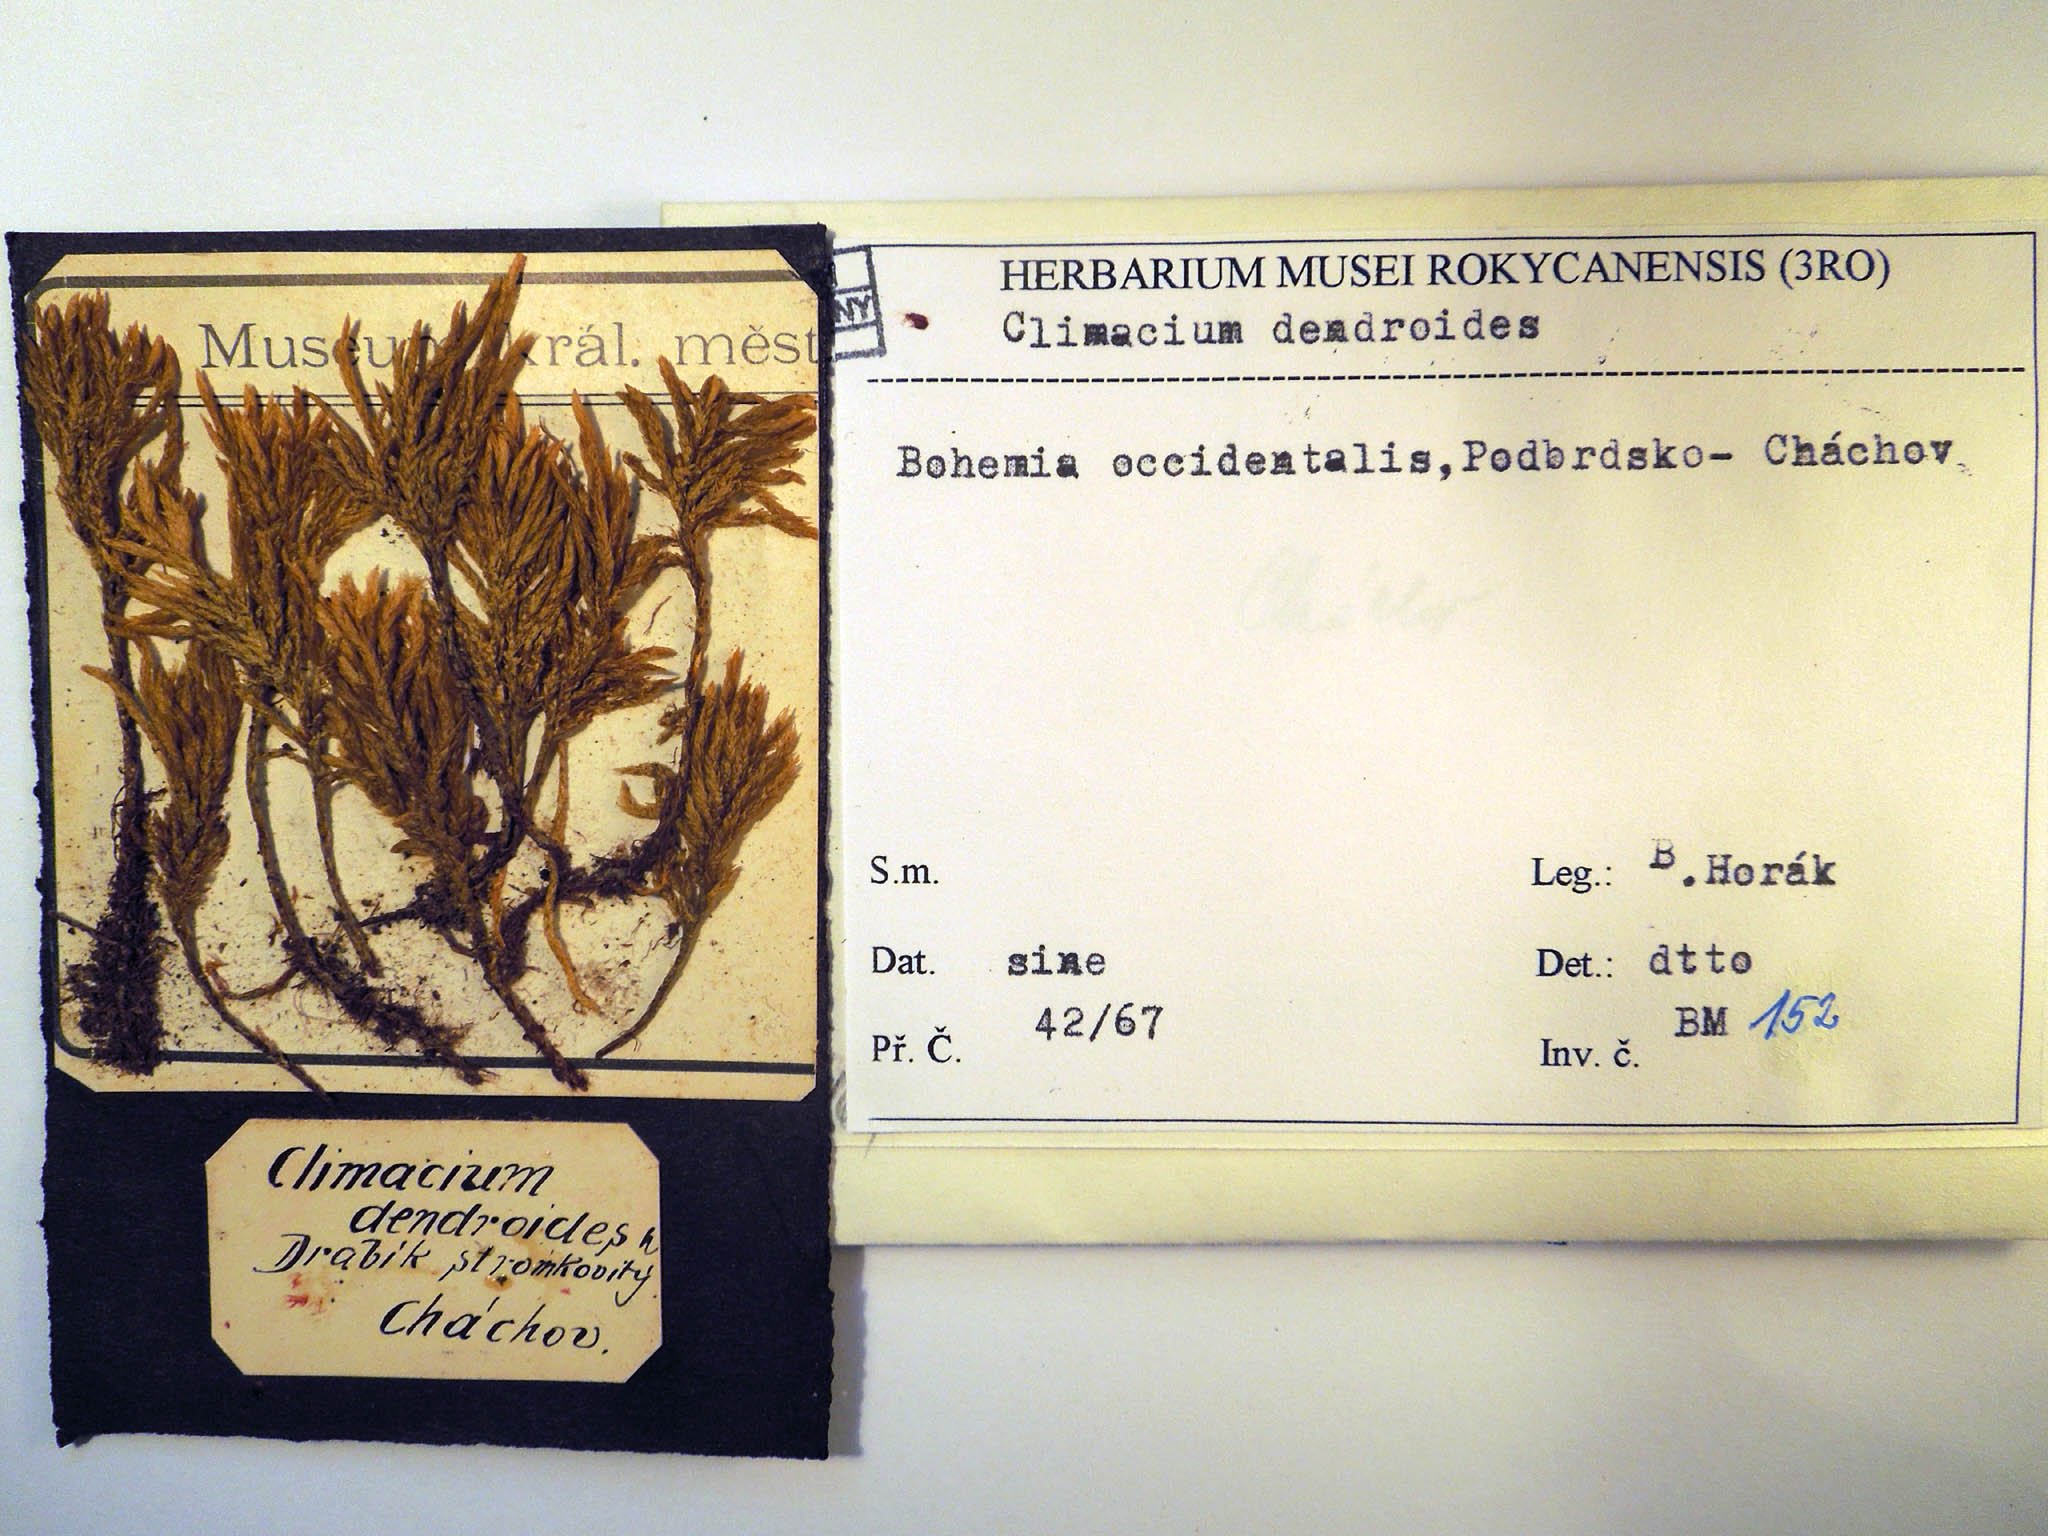 Museum král. měst
Climacium
dendroides
Drabík stromkovitý.
Cháchov.
NY
HERBARIUM MUSEI ROKYCANENSIS (3RO)
Climacium dendroides
Bohemia occidentalis, Podbrdsko- Cháchov
S.m.
Leg.: B. Horák
Dat. sine
Det.: dtto
Př. Č. 42/67
Inv. č. BM 152